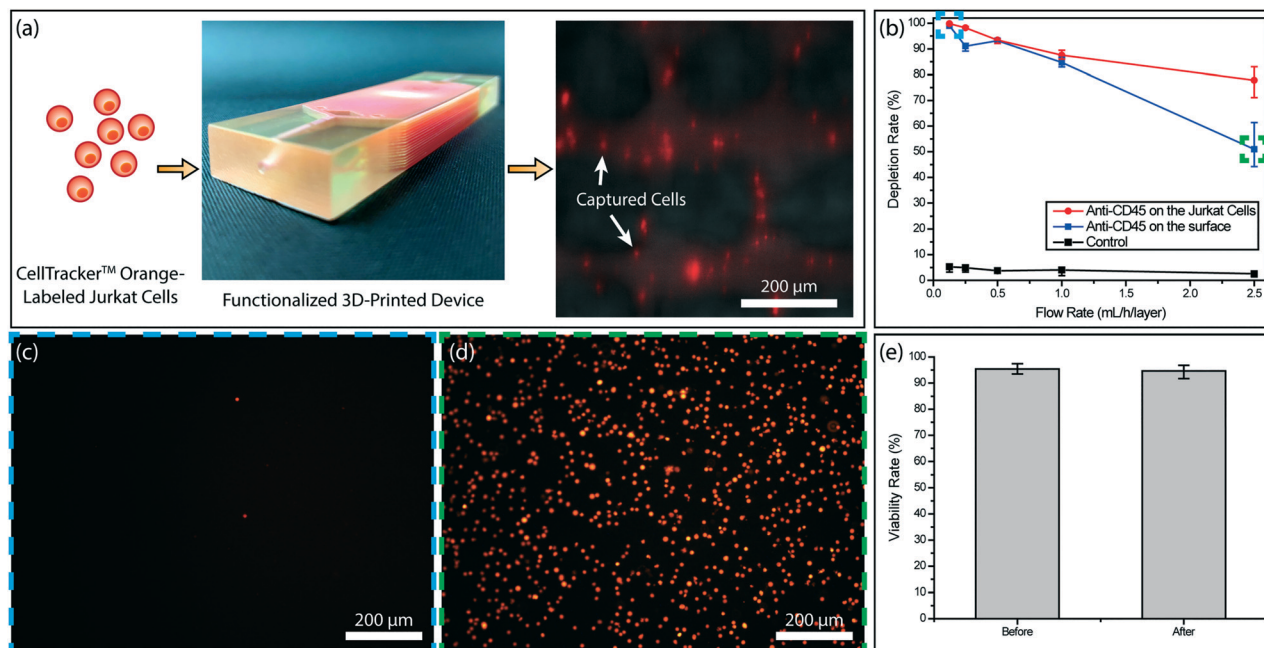 (a)
CellTracker™ Orange-
Labeled Jurkat Cells
Functionalized 3D-Printed Device
Captured Cells
200 µm
(b)
Depletion Rate (%)
100
90
80
70
60
50
40
30
20
10
0
Anti-CD45 on the Jurkat Cells
Anti-CD45 on the surface
Control
0.0
0.5
1.0
1.5
2.0
2.5
Flow Rate (mL/h/layer)
(c)
200 µm
(d)
200 µm
(e)
Viability Rate (%)
100
90
80
70
60
50
40
30
20
10
0
Before
After